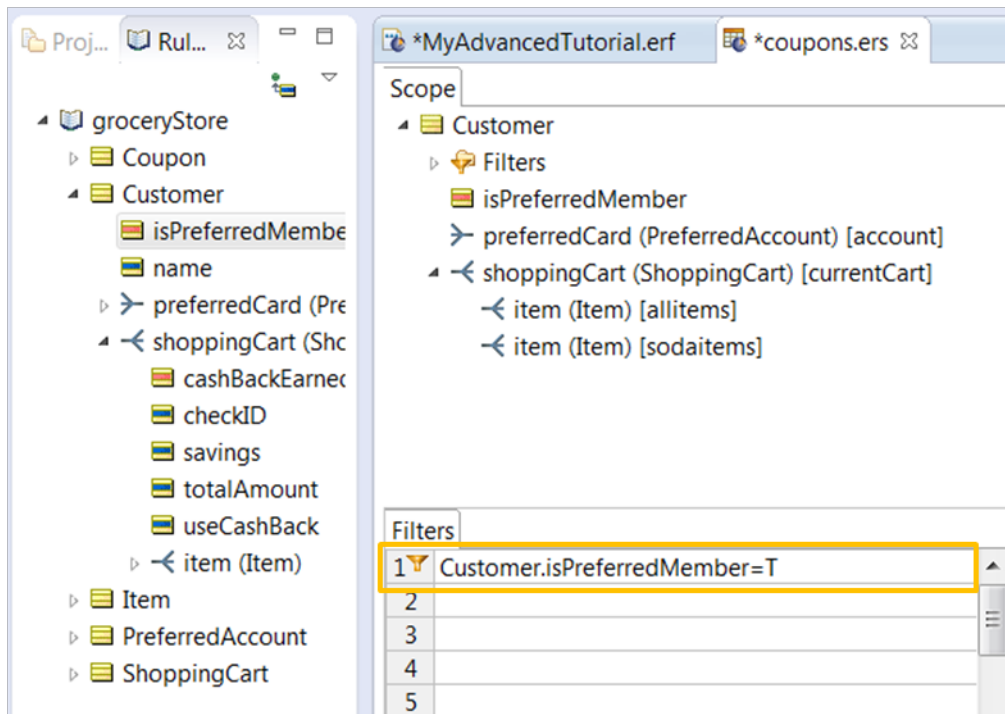 Proj...
Rul...
groceryStore
Coupon
Customer
isPreferredMembe
name
preferredCard (Pre
shoppingCart (Shc
cashBackEarned
checkID
savings
totalAmount
useCashBack
item (Item)
Item
PreferredAccount
ShoppingCart
*MyAdvancedTutorial.erf
*coupons.ers
Scope
Customer
Filters
isPreferredMember
preferredCard (PreferredAccount) [account]
shoppingCart (ShoppingCart) [currentCart]
item (Item) [allitems]
item (Item) [sodaitems]
Filters
1 Customer.isPreferredMember=T
2
3
4
5